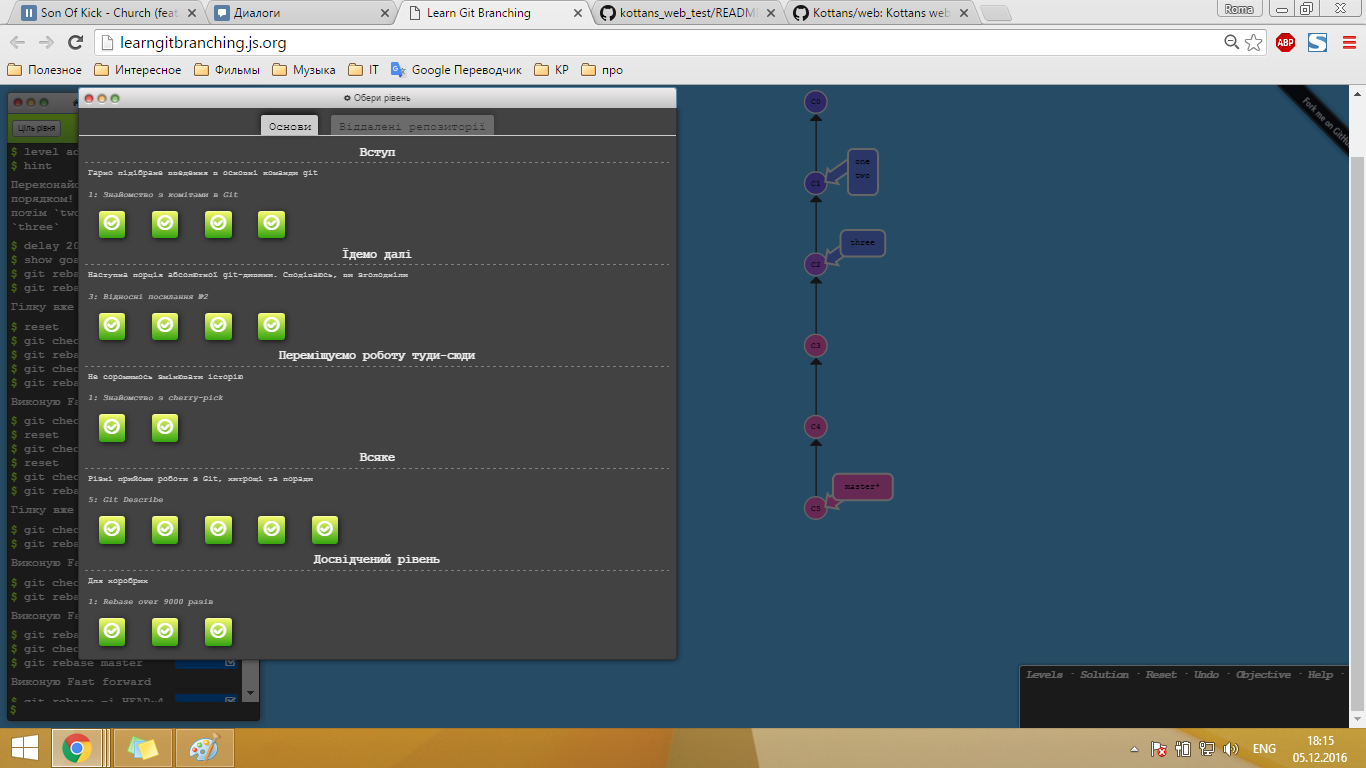 Son Of Kick - Church (feat
Диалоги
Learn Git Branching
kottans_web_test/READM
Kottans/web: Kottans web
Roma
learngitbranching.js.org
ABP
Полезное
Интересное
Фильмы
Музыка
IT
Google Переводчик
КР
про
Обери рівень
Основи
Віддалені репозиторії
Вступ
Гарно підібране введення в основні команди git
1: Знайомство з комітами в Git
Їдемо далі
Наступна порція абсолютної git-дивини. Сподіваюсь, ви зголодніли
3: Відносні посилання №2
Переміщуємо роботу туди-сюди
Не соромимось змінювати історію
1: Знайомство з cherry-pick
Всяке
Різні прийоми роботи з Git, хитрощі та поради
5: Git Describe
Досвідчений рівень
Для хоробрих
1: Rebase over 9000 разів
Ціль рівня
$ level
$ hint
Переконай
порядком!
потім `two
`three`
$ delay 20
$ show goa
$ git reba
$ git reba
Гілку вже
$ reset
$ git chec
$ git reba
$ git chec
$ git reba
Виконую Fa
$ git chec
$ reset
$ git chec
$ reset
$ git chec
$ git reba
Гілку вже
$ git chec
$ git reba
Виконую Fa
$ git chec
$ git reba
Виконую Fa
$ git reba
$ git chec
$ git rebase master
Виконую Fast forward
$ git rebase -i HEAD~4
$
C0
C1
one
two
C2
three
C3
C4
C5
master*
Fork me on GitHub
Levels - Solution - Reset - Undo - Objective - Help -
ENG
18:15
05.12.2016